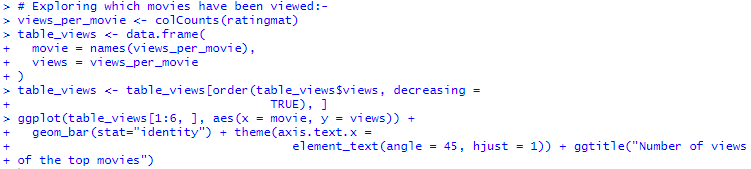 > # Exploring which movies have been viewed:-
> views_per_movie <- colCounts(ratingmat)
> table_views <- data.frame(
+   movie = names(views_per_movie),
+   views = views_per_movie
+ )
> table_views <- table_views[order(table_views$views, decreasing =
+                                    TRUE), ]
> ggplot(table_views[1:6, ], aes(x = movie, y = views)) +
+   geom_bar(stat="identity") + theme(axis.text.x =
+                                       element_text(angle = 45, hjust = 1)) + ggtitle("Number of views
+ of the top movies")